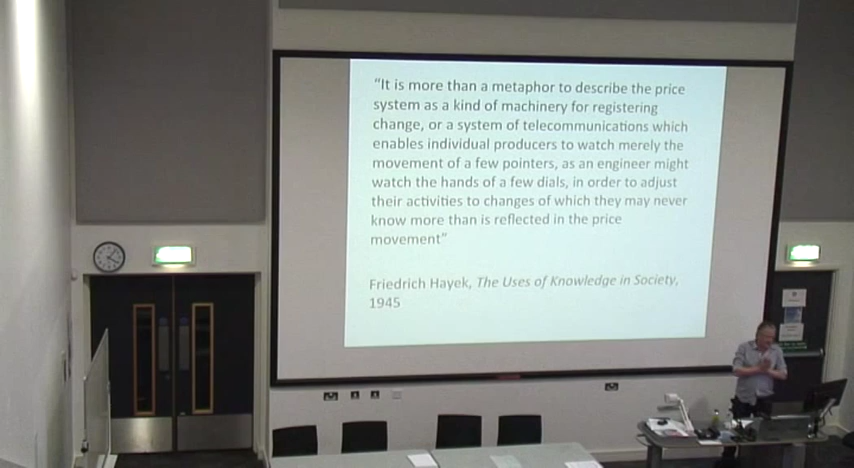 “It is more than a metaphor to describe the price
system as a kind of machinery for registering
change, or a system of telecommunications which
enables individual producers to watch merely the
movement of a few pointers, as an engineer might
watch the hands of a few dials, in order to adjust
their activities to changes of which they may never
know more than is reflected in the price
movement”
Friedrich Hayek, The Uses of Knowledge in Society,
1945